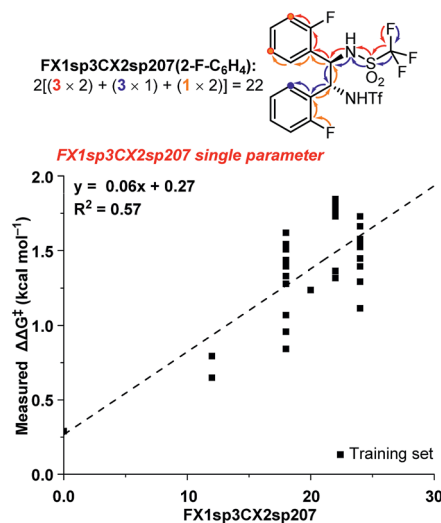 F
F
H
N
S
O₂
F
F
NHTf
F
FX1sp3CX2sp207(2-F-C₆H₄):
2[(3 × 2) + (3 × 1) + (1 × 2)] = 22
FX1sp3CX2sp207 single parameter
y = 0.06x + 0.27
R² = 0.57
Measured ΔΔG‡ (kcal mol⁻¹)
2.0
1.5
1.0
0.5
0.0
Training set
0.0
10
20
30
FX1sp3CX2sp207